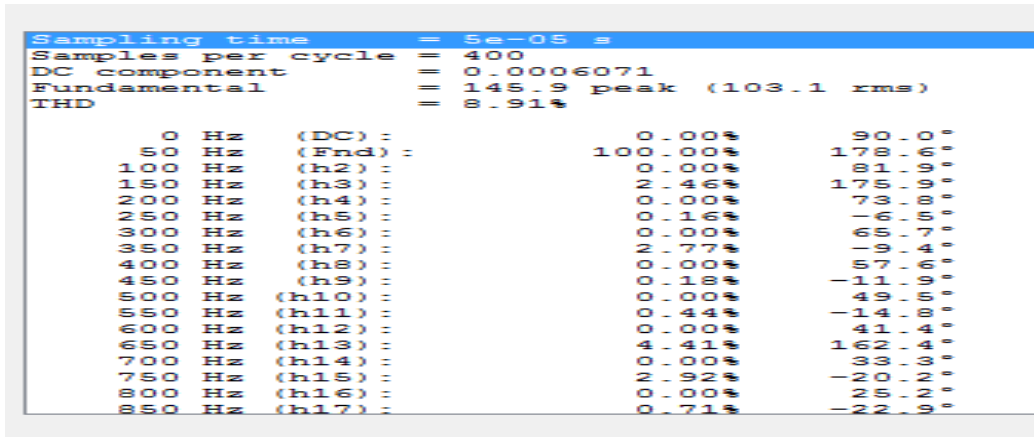 Sampling time = 5e-05 s
Samples per cycle = 400
DC component = 0.0006071
Fundamental = 145.9 peak (103.1 rms)
THD = 8.91%
0 Hz (DC): 0.00% 90.0°
50 Hz (Fnd): 100.00% 178.6°
100 Hz (h2): 0.00% 81.9°
150 Hz (h3): 2.46% 175.9°
200 Hz (h4): 0.00% 73.8°
250 Hz (h5): 0.16% -6.5°
300 Hz (h6): 0.00% 65.7°
350 Hz (h7): 2.77% -9.4°
400 Hz (h8): 0.00% 57.6°
450 Hz (h9): 0.18% -11.9°
500 Hz (h10): 0.00% 49.5°
550 Hz (h11): 0.44% -14.8°
600 Hz (h12): 0.00% 41.4°
650 Hz (h13): 4.41% 162.4°
700 Hz (h14): 0.00% 33.3°
750 Hz (h15): 2.92% -20.2°
800 Hz (h16): 0.00% 25.2°
850 Hz (h17): 0.71% -22.9°